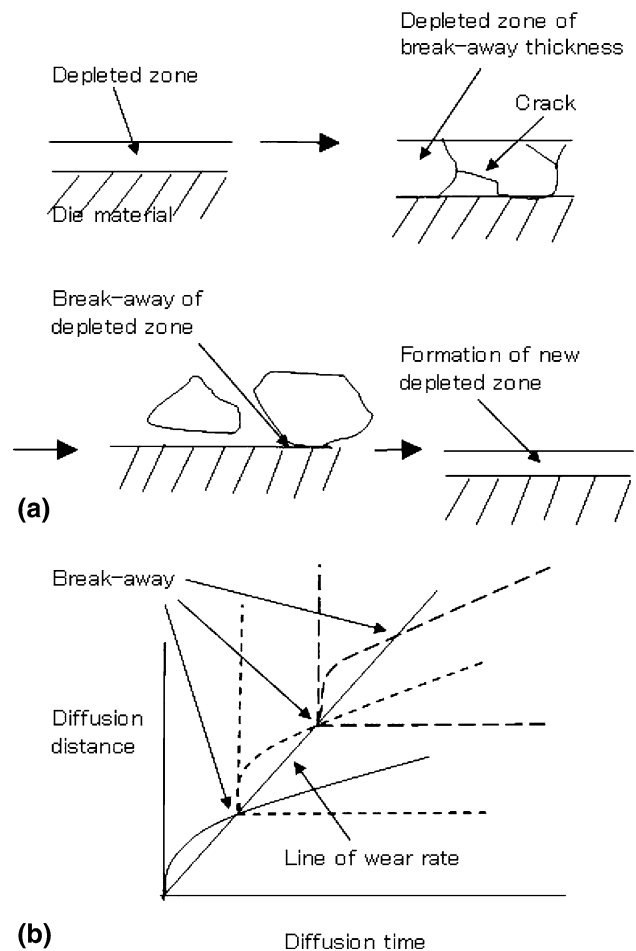 Depleted zone
Die material
Depleted zone of
break-away thickness
Crack
Break-away of
depleted zone
Formation of new
depleted zone
(a)
Break-away
Diffusion
distance
Line of wear rate
(b)
Diffusion time